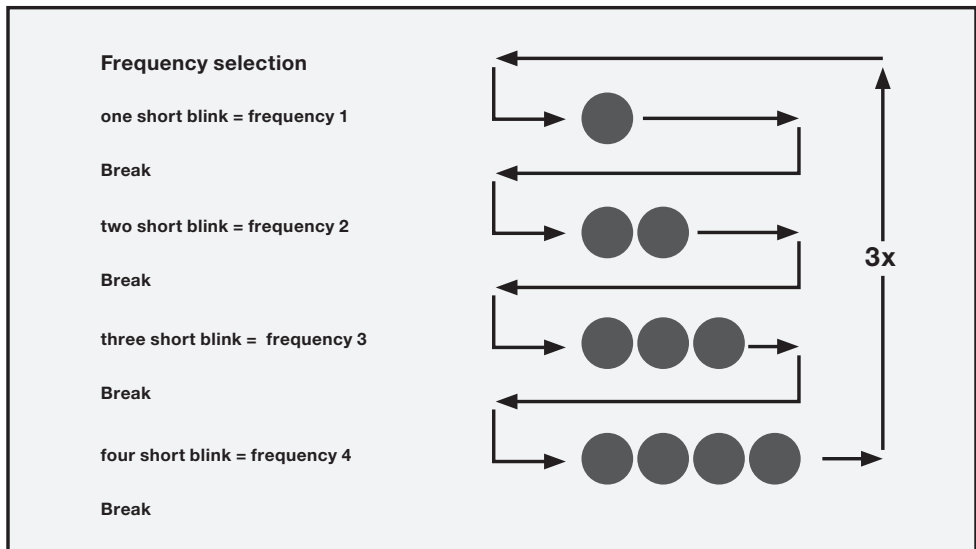 Frequency selection
one short blink = frequency 1
Break
two short blink = frequency 2
Break
3x
three short blink = frequency 3
Break
four short blink = frequency 4
Break